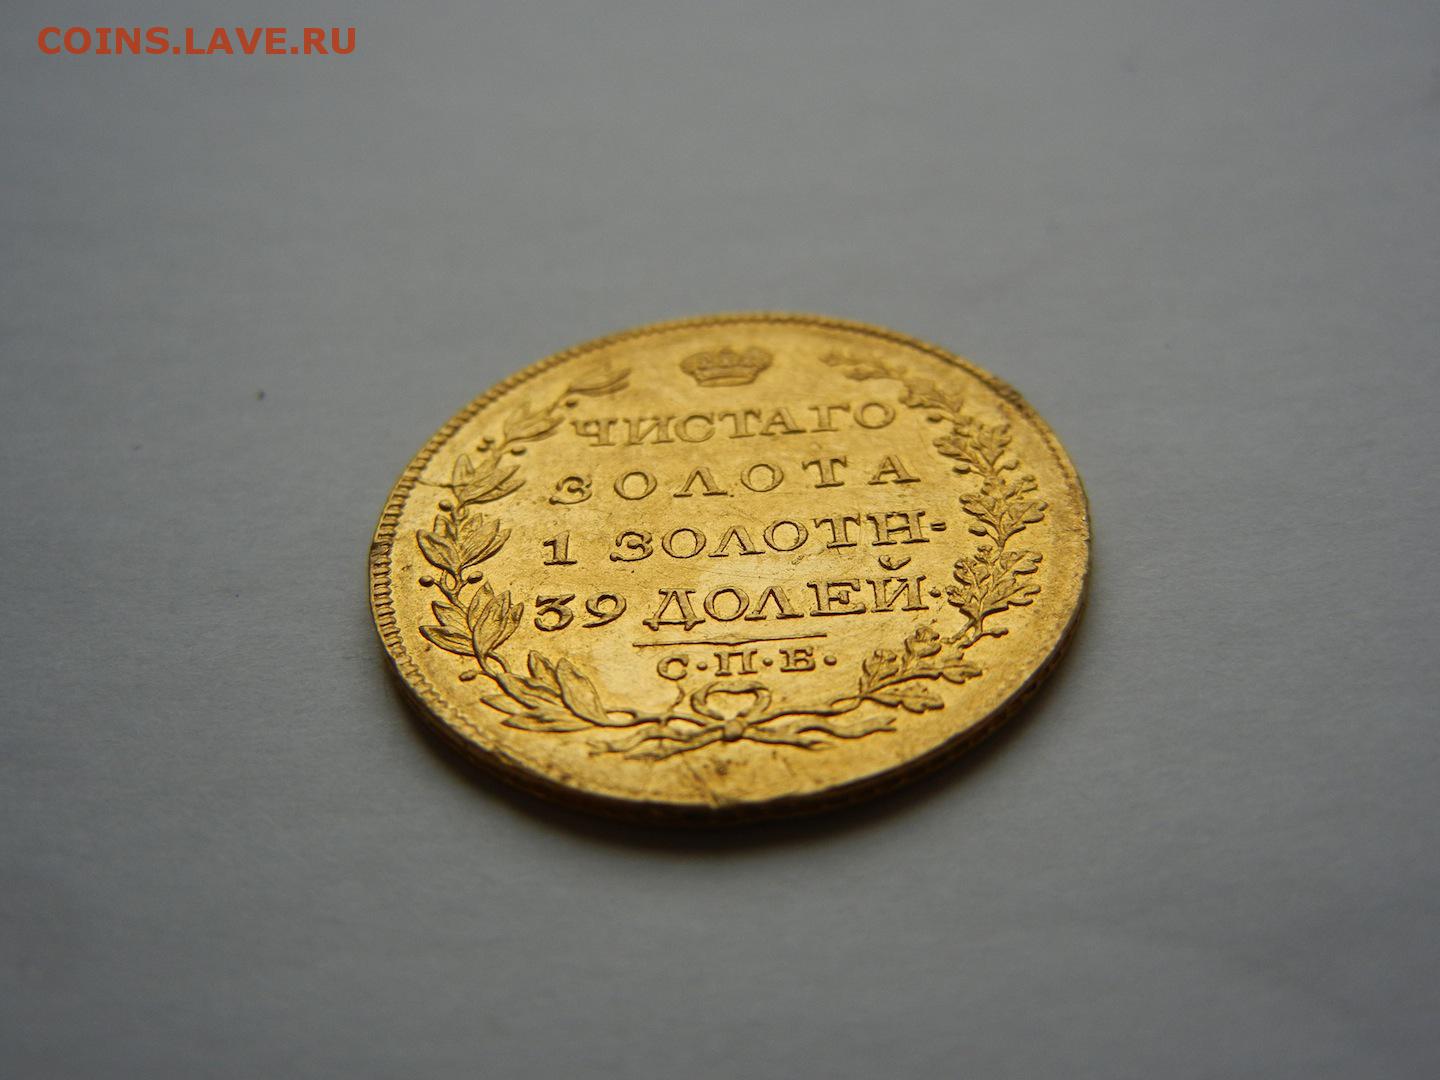 COINS.LAVE.RU
ЧИСТАГО
ЗОЛОТА
1 ЗОЛОТН-
39 ДОЛЕЙ·
С·П·Б·